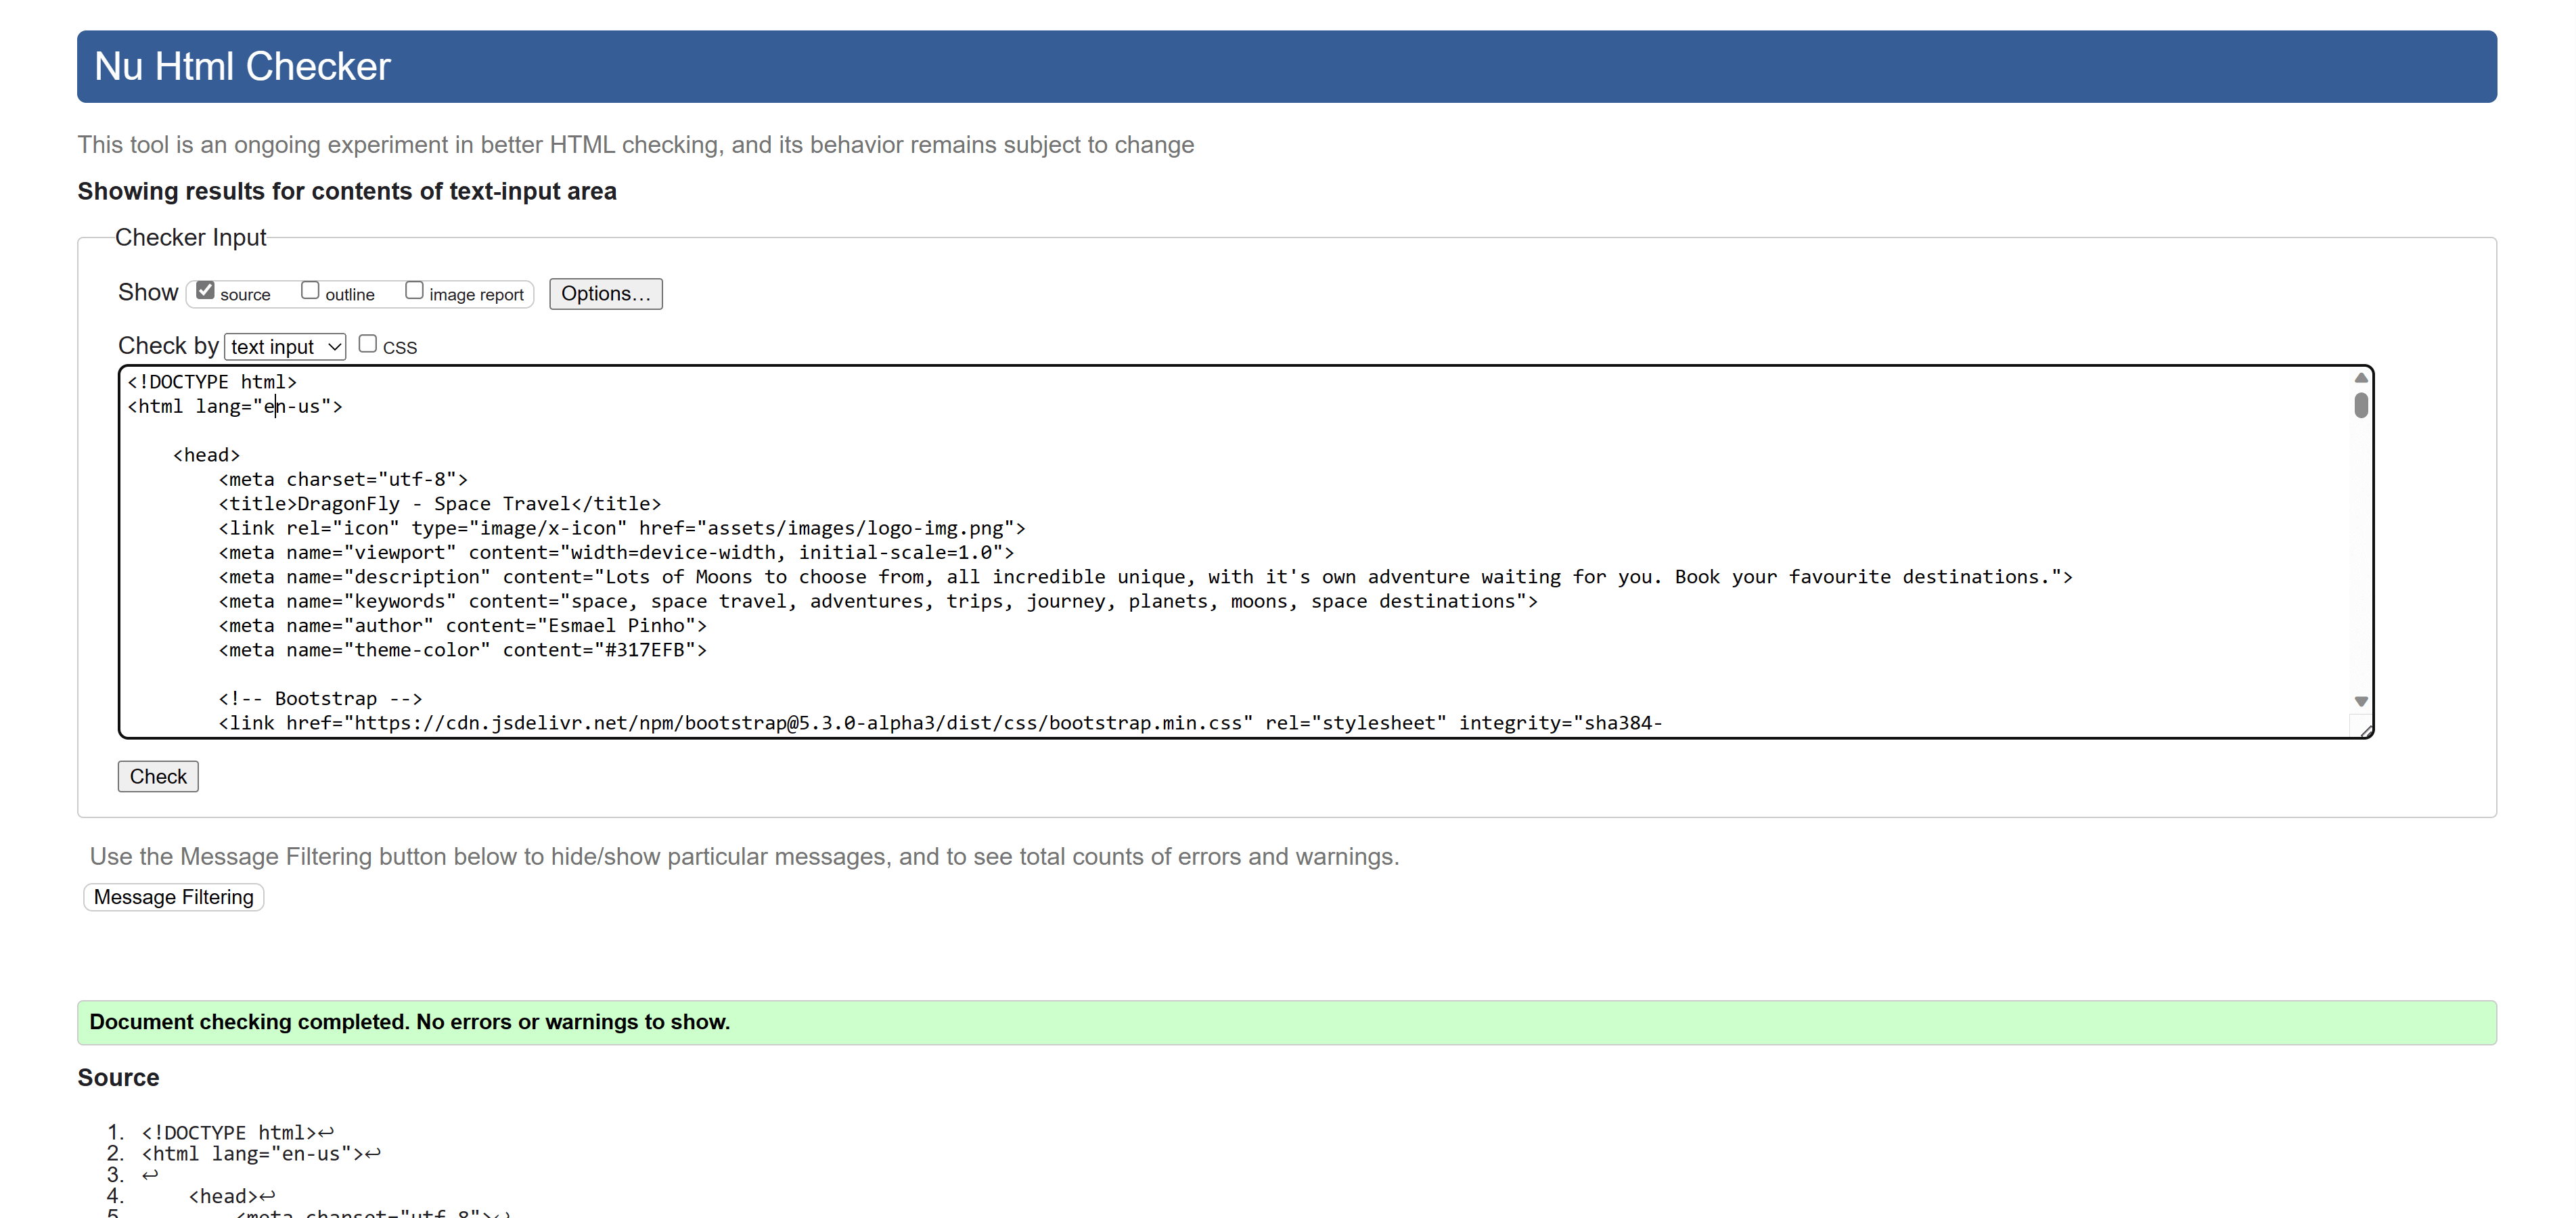 Nu Html Checker
This tool is an ongoing experiment in better HTML checking, and its behavior remains subject to change
Showing results for contents of text-input area
Checker Input
Show source outline image report Options...
Check by text input CSS
<!DOCTYPE html>
<html lang="en-us">
<head>
<meta charset="utf-8">
<title>DragonFly - Space Travel</title>
<link rel="icon" type="image/x-icon" href="assets/images/logo-img.png">
<meta name="viewport" content="width=device-width, initial-scale=1.0">
<meta name="description" content="Lots of Moons to choose from, all incredible unique, with it's own adventure waiting for you. Book your favourite destinations.">
<meta name="keywords" content="space, space travel, adventures, trips, journey, planets, moons, space destinations">
<meta name="author" content="Esmael Pinho">
<meta name="theme-color" content="#317EFB">
<!-- Bootstrap -->
<link href="https://cdn.jsdelivr.net/npm/bootstrap@5.3.0-alpha3/dist/css/bootstrap.min.css" rel="stylesheet" integrity="sha384-
Check
Use the Message Filtering button below to hide/show particular messages, and to see total counts of errors and warnings.
Message Filtering
Document checking completed. No errors or warnings to show.
Source
1. <!DOCTYPE html>↩
2. <html lang="en-us">↩
3. ↩
4. <head>↩
5. <meta charset="utf-8">↩